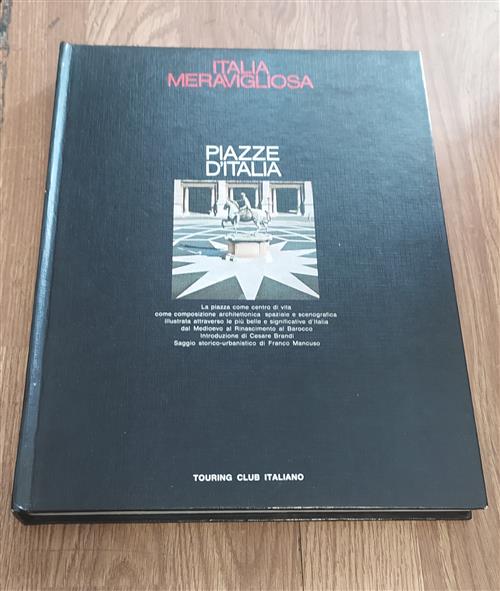 ITALIA
MERAVIGLIOSA
PIAZZE
D'ITALIA
La piazza come centro di vita
come composizione architettonica spaziale e scenografica
illustrata attraverso le più belle e significative d'Italia
dal Medioevo al Rinascimento al Barocco
Introduzione di Cesare Brandi
Saggio storico-urbanistico di Franco Mancuso
TOURING CLUB ITALIANO